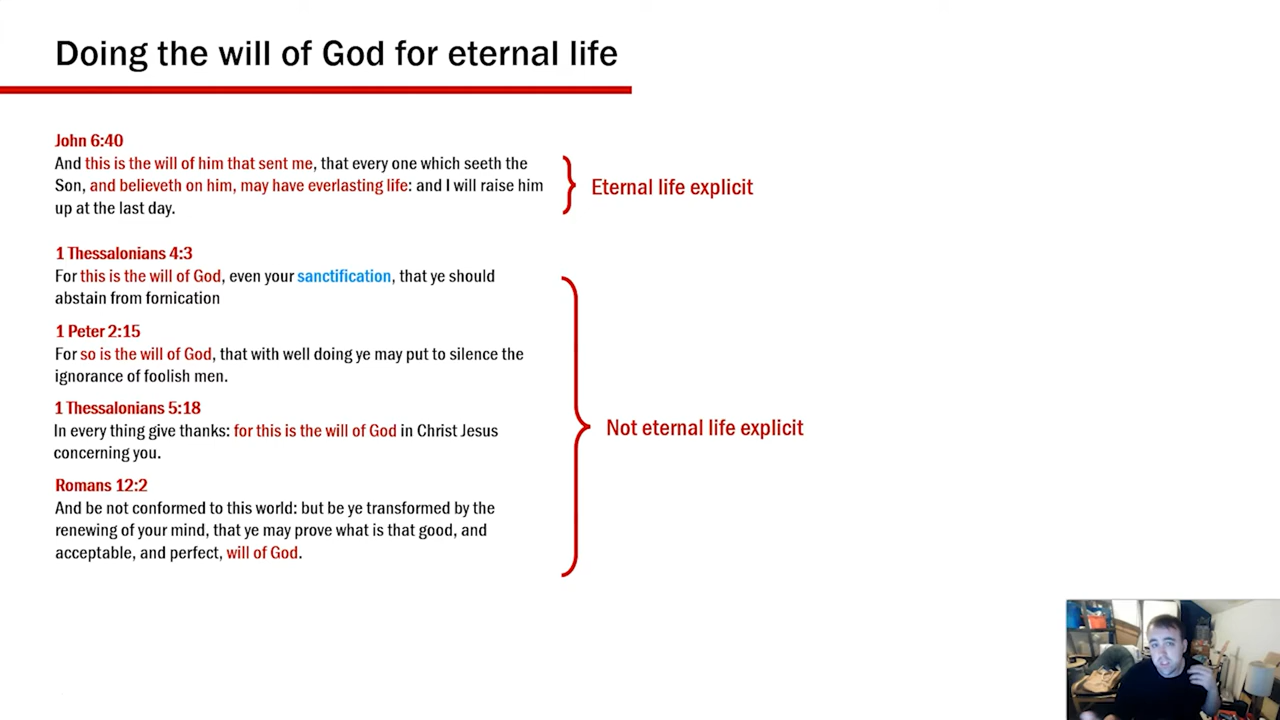 Doing the will of God for eternal life
John 6:40
And this is the will of him that sent me, that every one which seeth the
Son, and believeth on him, may have everlasting life: and I will raise him
up at the last day.
Eternal life explicit
1 Thessalonians 4:3
For this is the will of God, even your sanctification, that ye should
abstain from fornication
1 Peter 2:15
For so is the will of God, that with well doing ye may put to silence the
ignorance of foolish men.
1 Thessalonians 5:18
In every thing give thanks: for this is the will of God in Christ Jesus
concerning you.
Romans 12:2
And be not conformed to this world: but be ye transformed by the
renewing of your mind, that ye may prove what is that good, and
acceptable, and perfect, will of God.
Not eternal life explicit